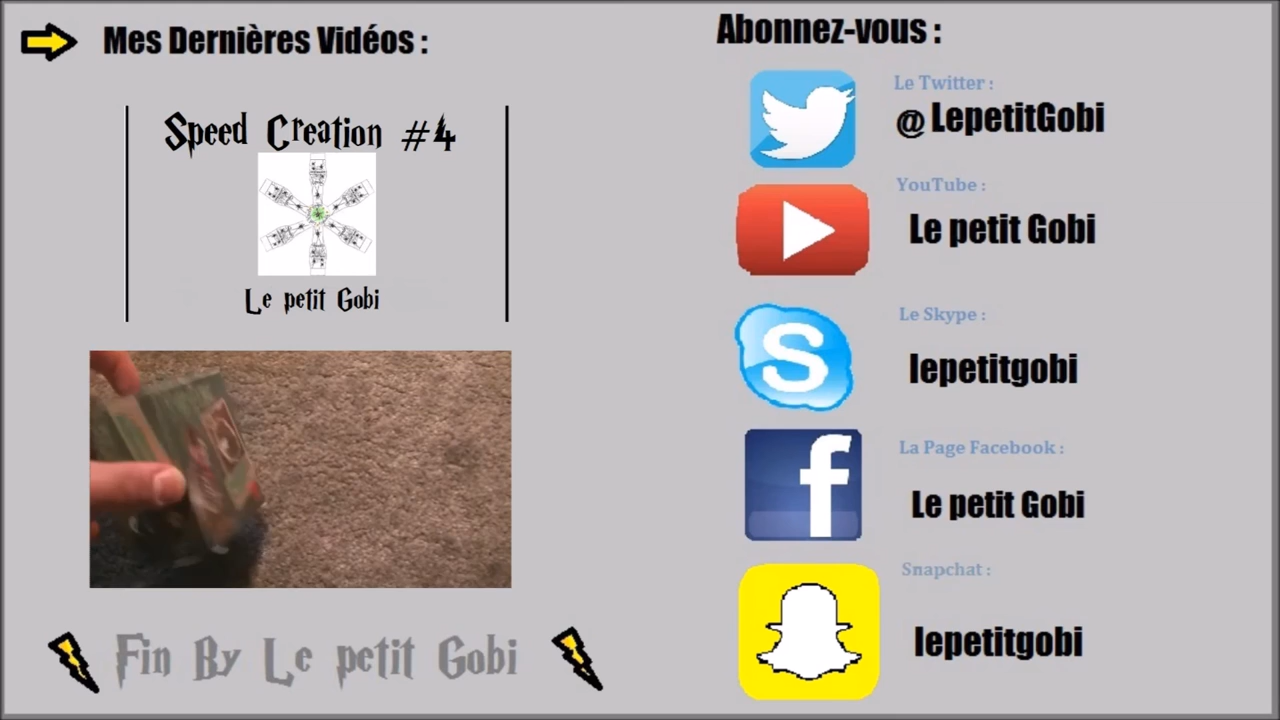 Mes Dernières Vidéos :
Speed Creation #4
Le petit Gobi
Fin By Le petit Gobi
Abonnez-vous :
Le Twitter :
@ LepetitGobi
YouTube :
Le petit Gobi
Le Skype :
lepetitgobi
La Page Facebook :
Le petit Gobi
Snapchat :
lepetitgobi